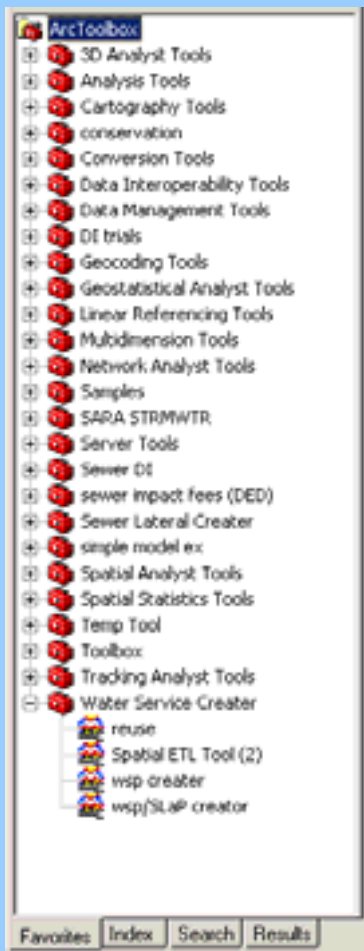 ArcToolbox
3D Analyst Tools
Analysis Tools
Cartography Tools
conservation
Conversion Tools
Data Interoperability Tools
Data Management Tools
DI trials
Geocoding Tools
Geostatistical Analyst Tools
Linear Referencing Tools
Multidimension Tools
Network Analyst Tools
Samples
SARA STRMWTR
Server Tools
Sewer DI
sewer impact fees (DED)
Sewer Lateral Creater
simple model ex
Spatial Analyst Tools
Spatial Statistics Tools
Temp Tool
Toolbox
Tracking Analyst Tools
Water Service Creater
reuse
Spatial ETL Tool (2)
wsp creater
wsp/SLaP creator
Favorites Index Search Results